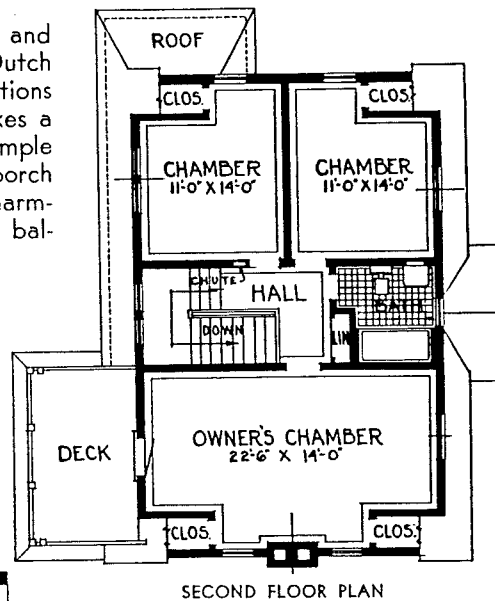 and
Dutch
tions
kes a
mple
porch
harm-
bal-
ROOF
CLOS.
CLOS.
CHAMBER
11'-0" X 14'-0"
CHAMBER
11'-0" X 14'-0"
CHUTE
HALL
BATH
DOWN
LIN
DECK
OWNER'S CHAMBER
22'-6" X 14'-0"
CLOS.
CLOS.
SECOND FLOOR PLAN